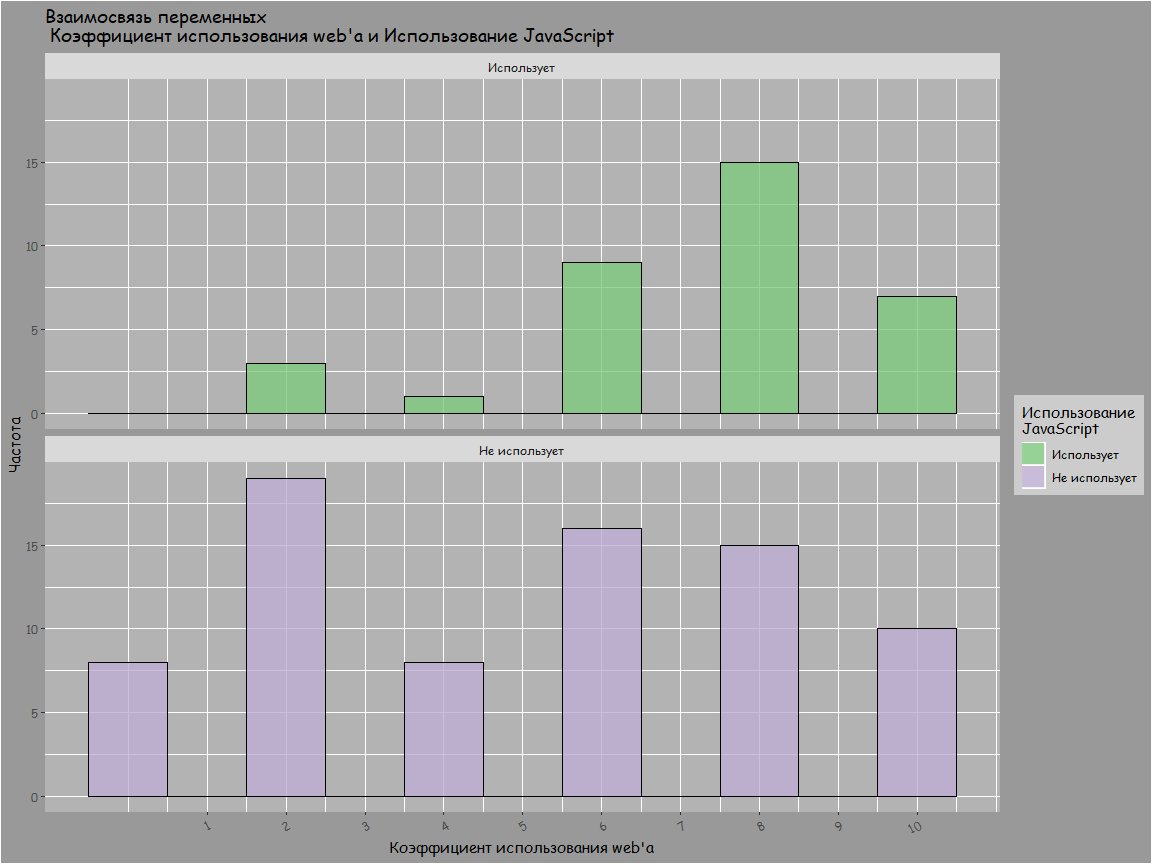 Взаимосвязь переменных
Коэффициент использования web'а и Использование JavaScript
Использует
15
10
5
0
Не использует
15
10
5
0
1 2 3 4 5 6 7 8 9 10
Коэффициент использования web'а
Частота
Использование
JavaScript
Использует
Не использует